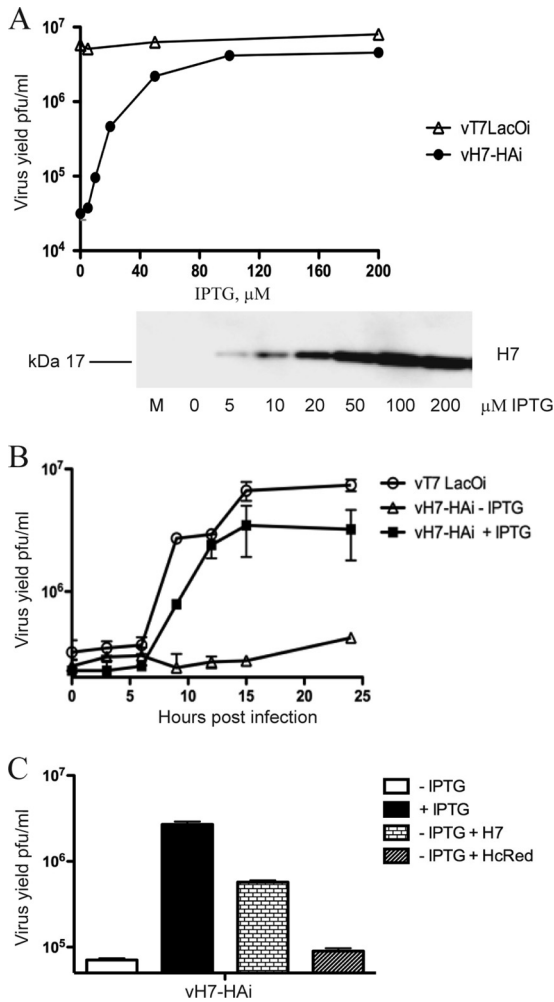 A
Virus yield pfu/ml
10⁷
10⁶
10⁵
10⁴
0 40 80 120 160 200
IPTG, μM
vT7LacOi
vH7-HAi
kDa 17
H7
M 0 5 10 20 50 100 200 μM IPTG
B
Virus yield pfu/ml
10⁷
10⁶
0 5 10 15 20 25
Hours post infection
vT7 LacOi
vH7-HAi - IPTG
vH7-HAi + IPTG
C
Virus yield pfu/ml
10⁷
10⁶
10⁵
vH7-HAi
- IPTG
+ IPTG
- IPTG + H7
- IPTG + HcRed